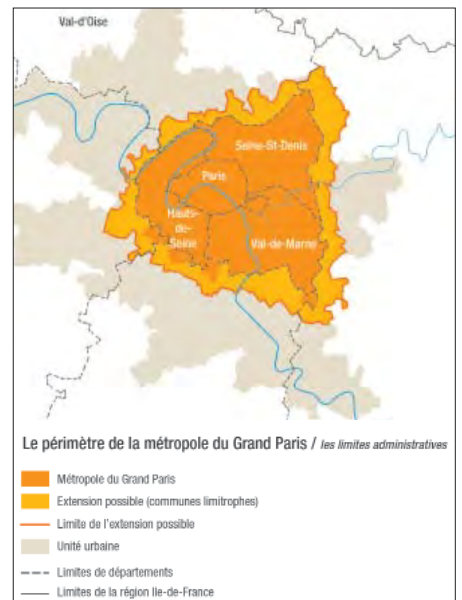 Val-d'Oise
Seine-St-Denis
Paris
Hauts-
de-
Seine
Val-de-Marne
Le périmètre de la métropole du Grand Paris / les limites administratives
Métropole du Grand Paris
Extension possible (communes limitrophes)
Limite de l'extension possible
Unité urbaine
Limites de départements
Limites de la région Ile-de-France